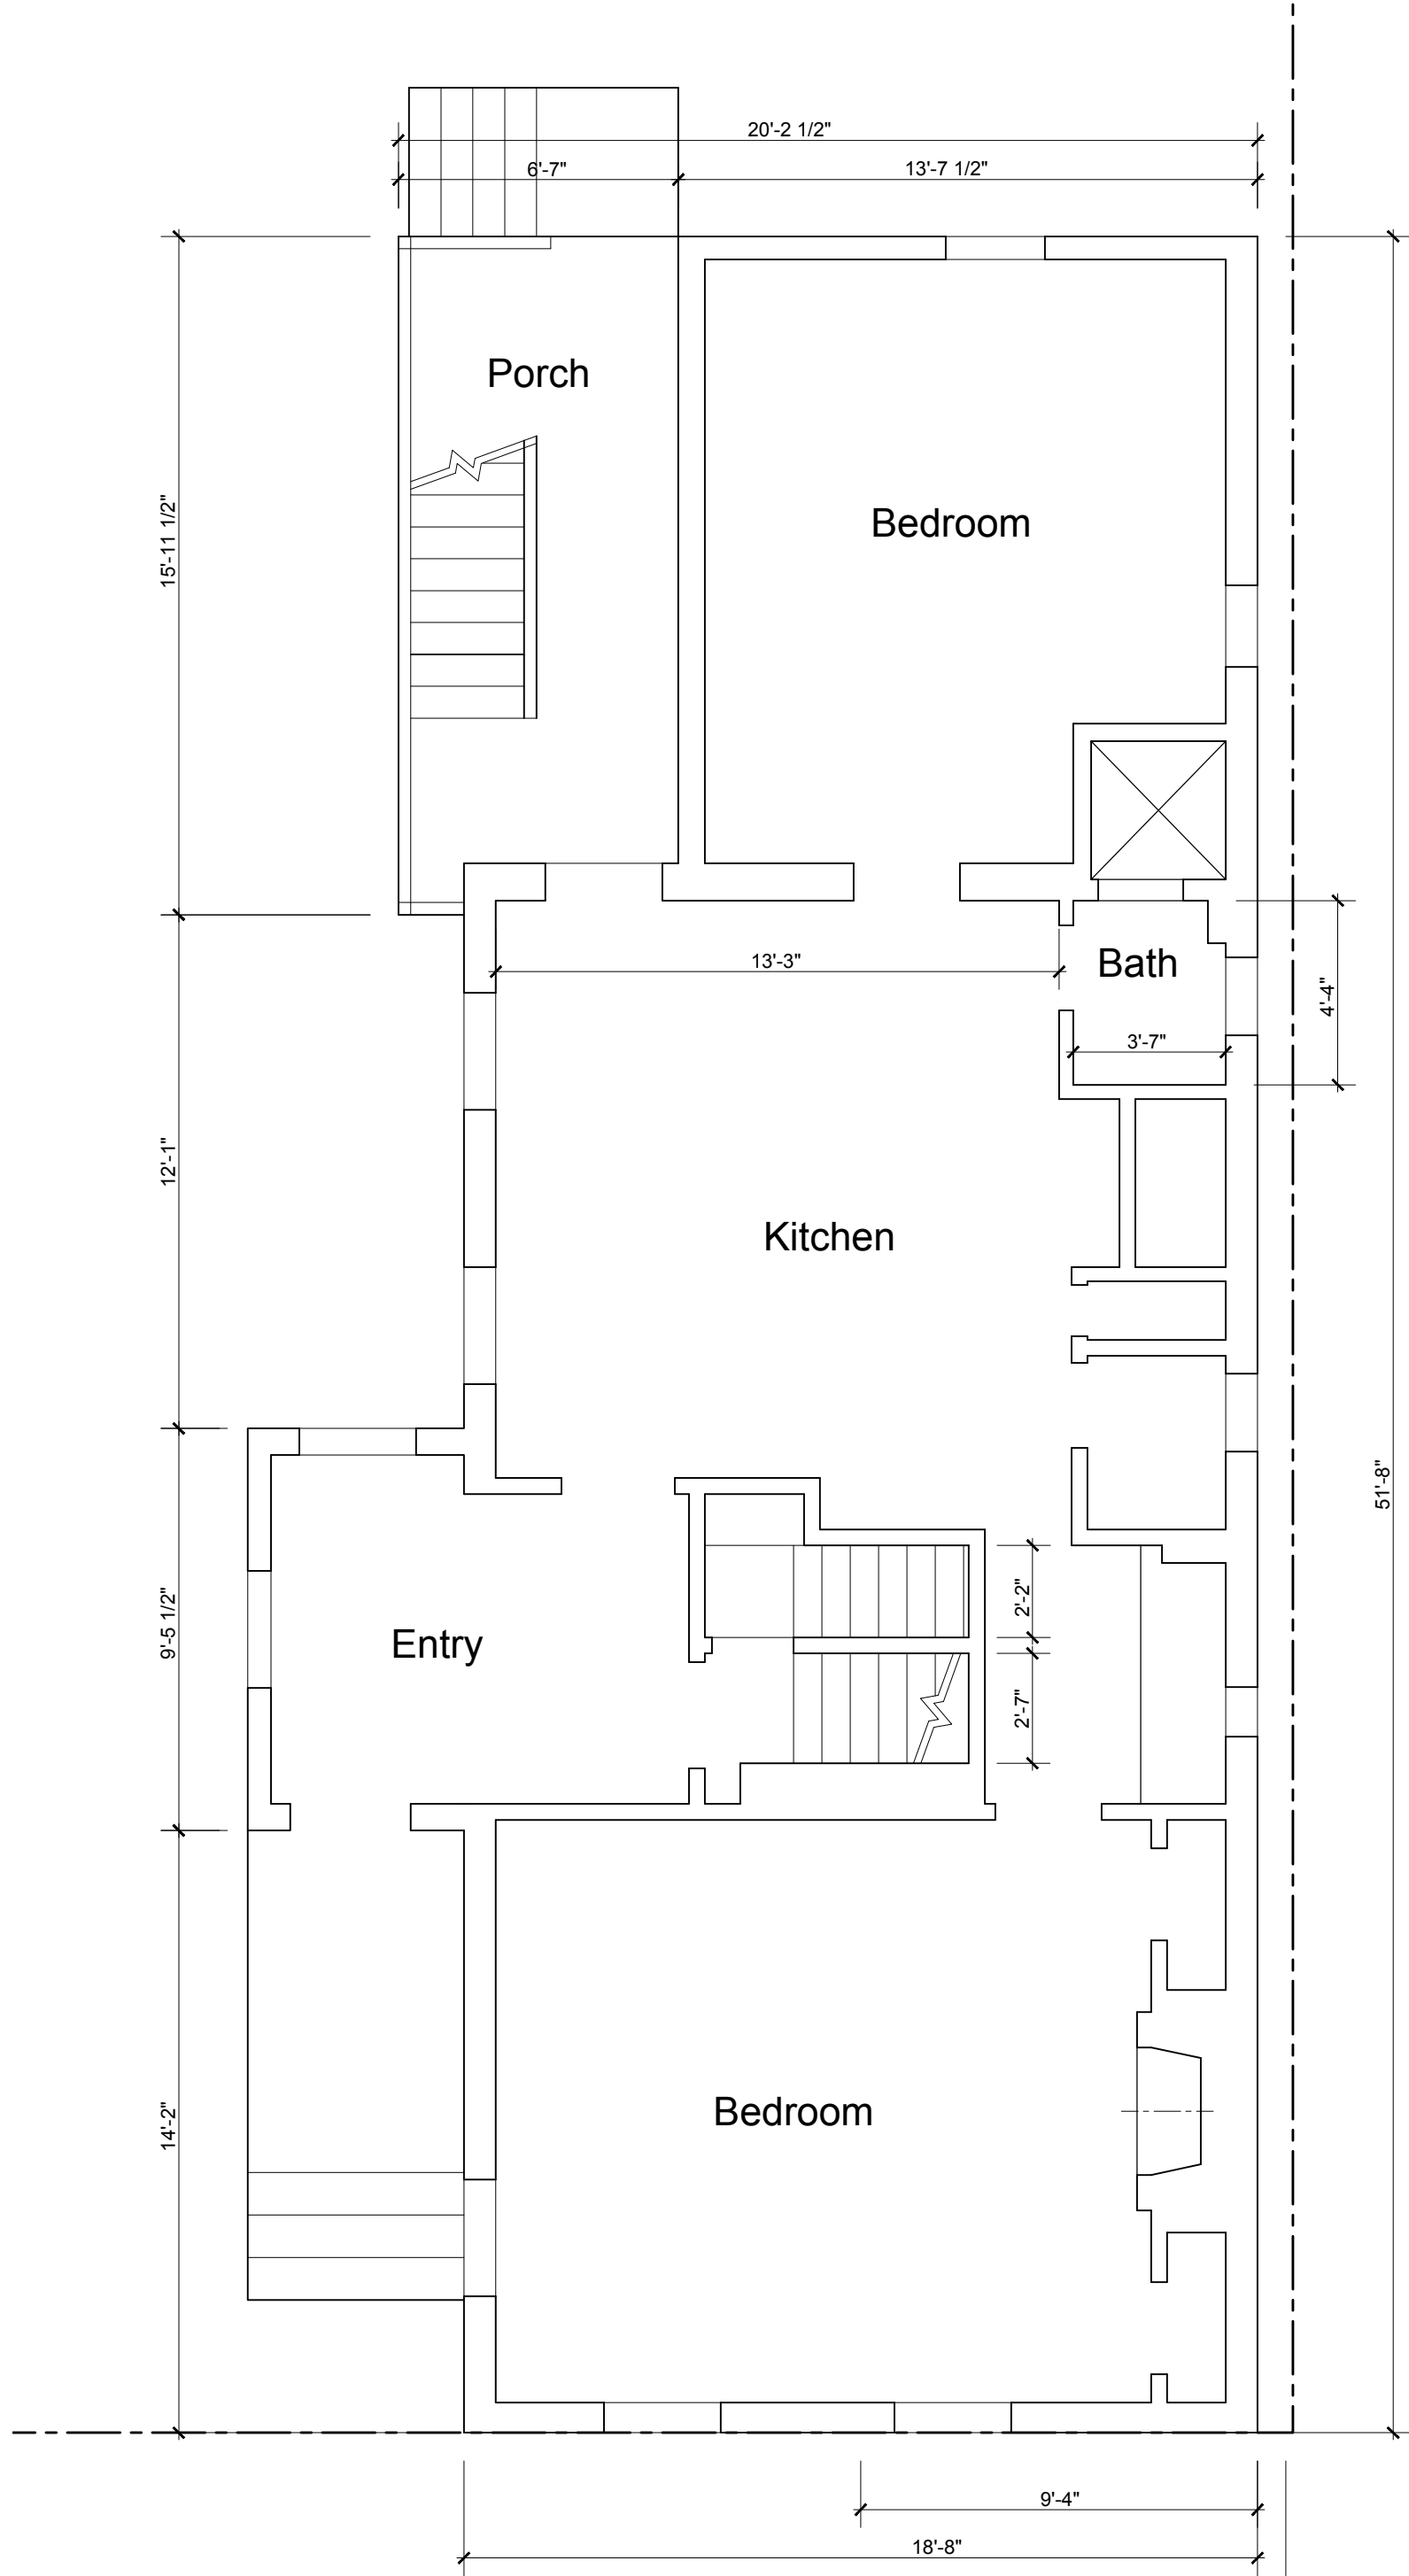 20'-2 1/2"
6'-7"
13'-7 1/2"
Porch
Bedroom
15'-11 1/2"
Bath
13'-3"
4'-4"
3'-7"
12'-1"
Kitchen
51'-8"
2'-2"
9'-5 1/2"
Entry
2'-7"
Bedroom
14'-2"
9'-4"
18'-8"